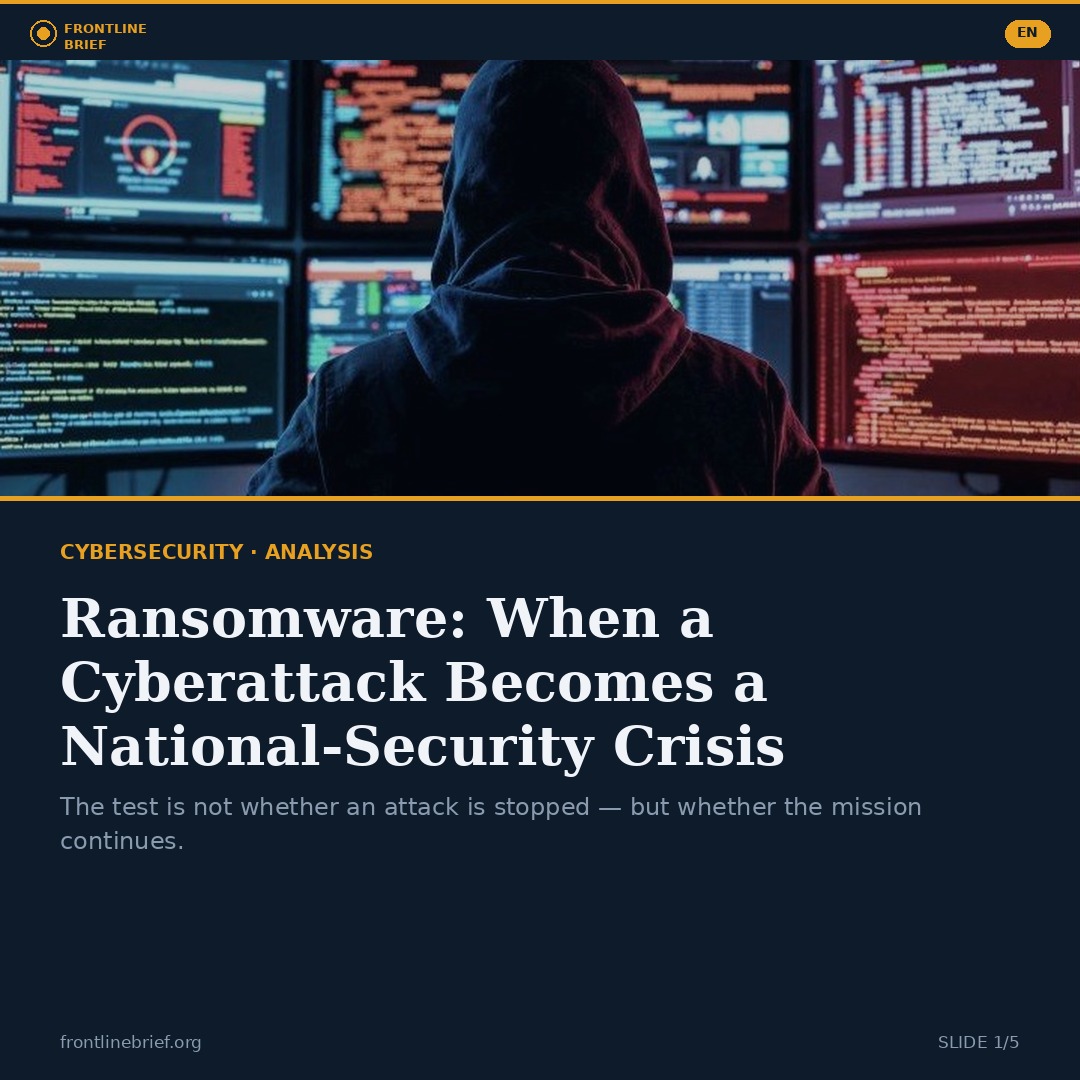 FRONTLINE
BRIEF
EN
CYBERSECURITY · ANALYSIS
Ransomware: When a
Cyberattack Becomes a
National-Security Crisis
The test is not whether an attack is stopped — but whether the mission
continues.
frontlinebrief.org
SLIDE 1/5